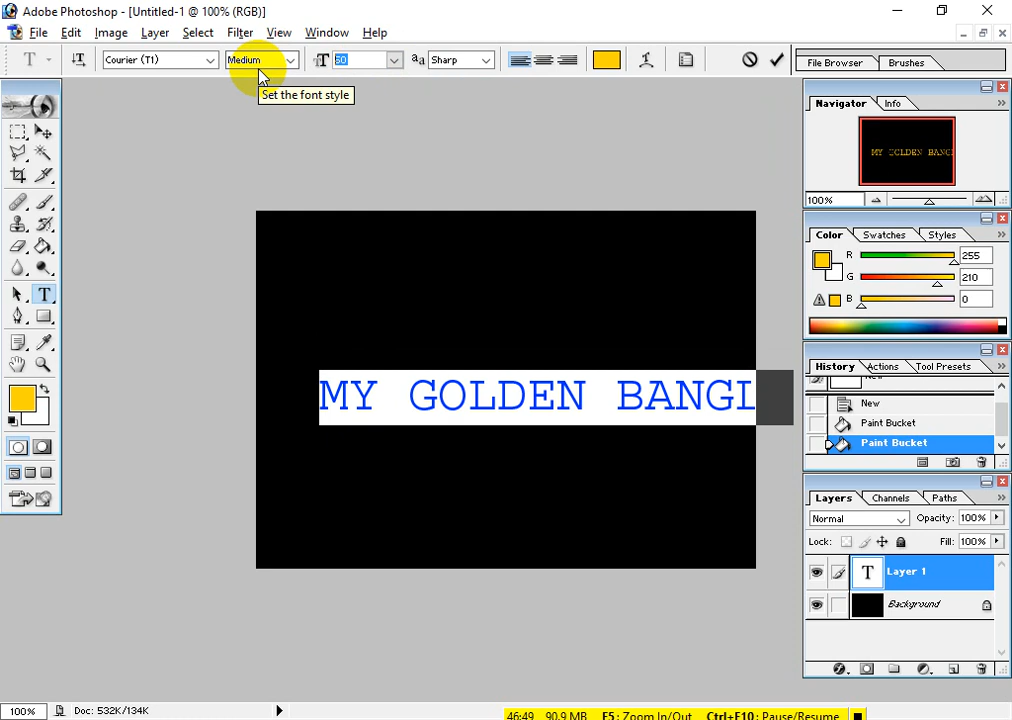 Adobe Photoshop - [Untitled-1 @ 100% (RGB)]
File Edit Image Layer Select Filter View Window Help
T Courier (T1) Medium T 60 aa Sharp File Browser Brushes
Set the font style
Navigator Info
MY GOLDEN BANGL
100%
Color Swatches Styles
R 255
G 210
B 0
MY GOLDEN BANGL
History Actions Tool Presets
New
New
Paint Bucket
Paint Bucket
Layers Channels Paths
Normal Opacity: 100%
Lock: Fill: 100%
T Layer 1
Background
100% Doc: 532K/134K 46:49 90.9 MB F5: Zoom In/Out Ctrl+F10: Pause/Resume